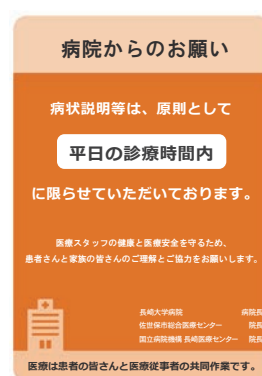 病院からのお願い
病状説明等は、原則として
平日の診療時間内
に限らせていただいております。
医療スタッフの健康と医療安全を守るため、
患者さんと家族の皆さんのご理解とご協力をお願いします。
長崎大学病院 病院長
佐世保市総合医療センター 院長
国立病院機構 長崎医療センター 院長
医療は患者の皆さんと医療従事者の共同作業です。